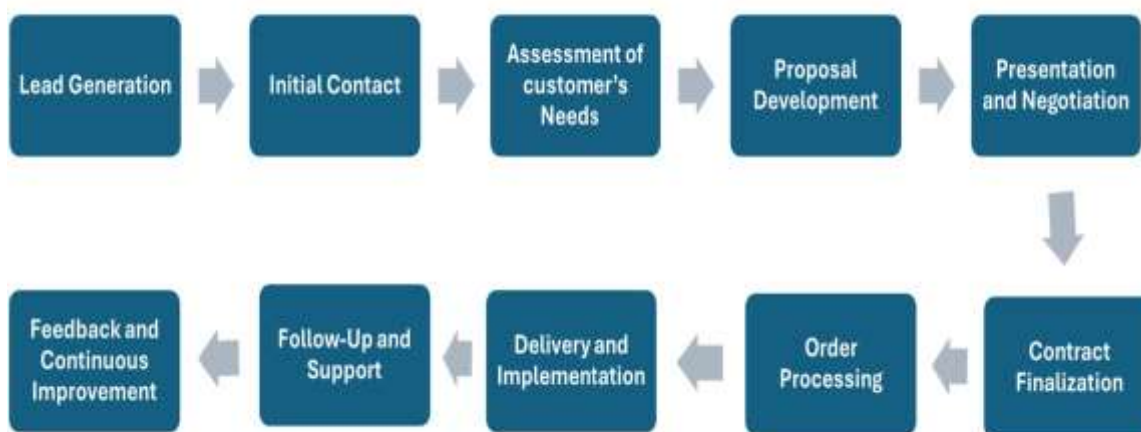 Lead Generation
Initial Contact
Assessment of
customer's
Needs
Proposal
Development
Presentation
and Negotiation
Contract
Finalization
Order
Processing
Delivery and
Implementation
Follow-Up and
Support
Feedback and
Continuous
Improvement